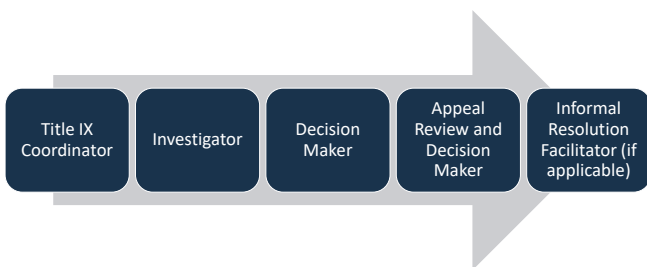 Title IX
Coordinator
Investigator
Decision
Maker
Appeal
Review and
Decision
Maker
Informal
Resolution
Facilitator (if
applicable)